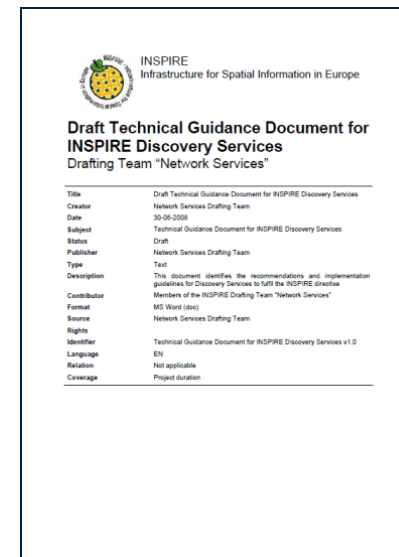 INSPIRE
Infrastructure for Spatial Information in Europe
Draft Technical Guidance Document for
INSPIRE Discovery Services
Drafting Team “Network Services”
Title Draft Technical Guidance Document for INSPIRE Discovery Services
Creator Network Services Drafting Team
Date 30-06-2008
Subject Technical Guidance Document for INSPIRE Discovery Services
Status Draft
Publisher Network Services Drafting Team
Type Text
Description This document identifies the recommendations and implementation
guidelines for Discovery Services to fulfil the INSPIRE directive
Contributor Members of the INSPIRE Drafting Team “Network Services”
Format MS Word (doc)
Source Network Services Drafting Team
Rights
Identifier Technical Guidance Document for INSPIRE Discovery Services v1.0
Language EN
Relation Not applicable
Coverage Project duration